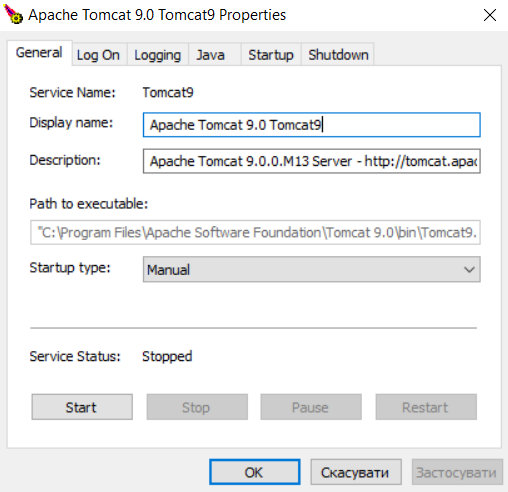 Apache Tomcat 9.0 Tomcat9 Properties
General Log On Logging Java Startup Shutdown
Service Name: Tomcat9
Display name: Apache Tomcat 9.0 Tomcat9
Description: Apache Tomcat 9.0.0.M13 Server - http://tomcat.apac
Path to executable:
"C:\Program Files\Apache Software Foundation\Tomcat 9.0\bin\Tomcat9.
Startup type: Manual
Service Status: Stopped
Start Stop Pause Restart
OK Скасувати Застосувати